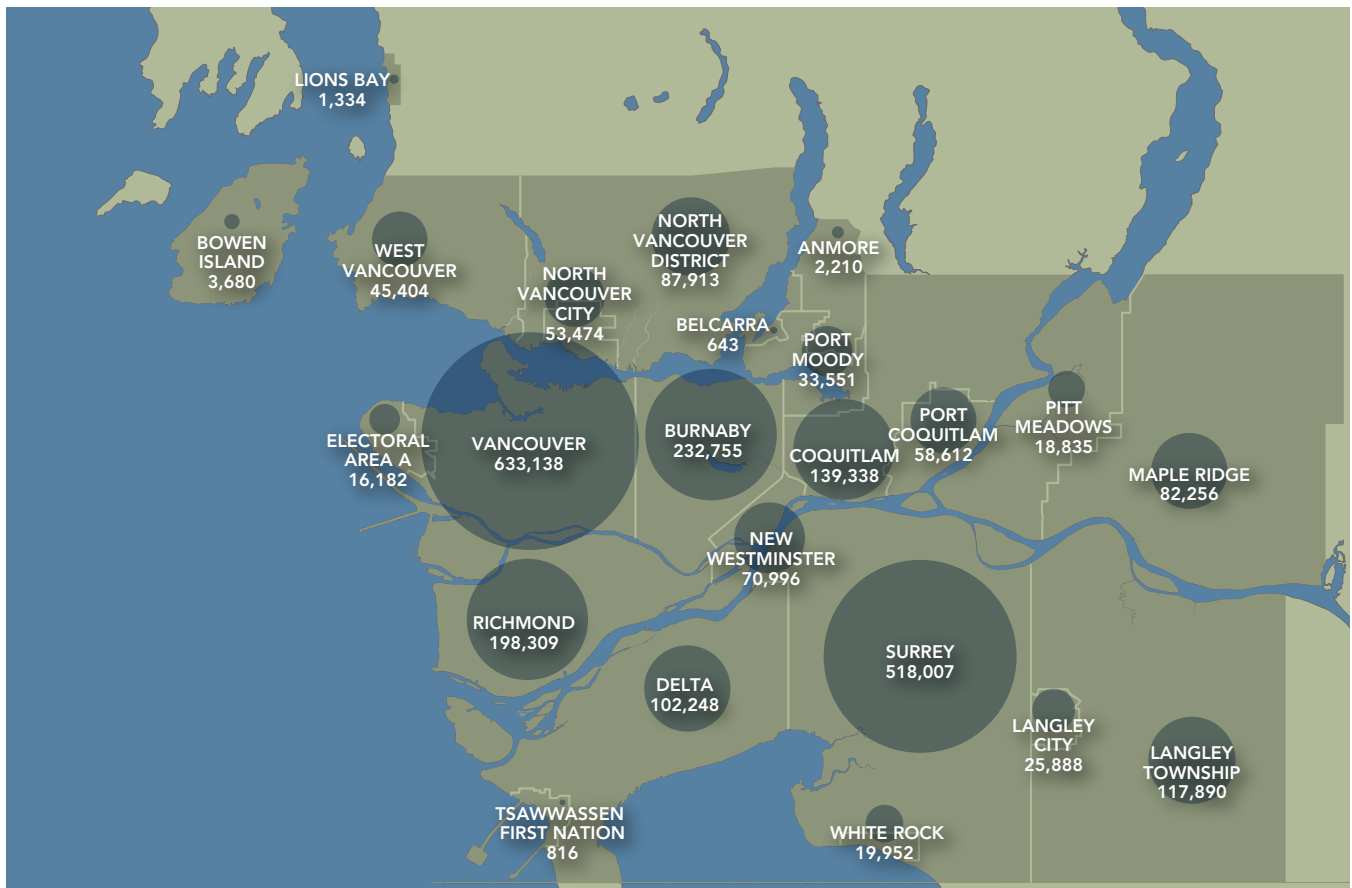 LIONS BAY
1,334
BOWEN
ISLAND
3,680
WEST
VANCOUVER
45,404
NORTH
VANCOUVER
CITY
53,474
NORTH
VANCOUVER
DISTRICT
87,913
ANMORE
2,210
BELCARRA
643
PORT
MOODY
33,551
ELECTORAL
AREA A
16,182
VANCOUVER
633,138
BURNABY
232,755
COQUITLAM
139,338
PORT
COQUITLAM
58,612
PITT
MEADOWS
18,835
MAPLE RIDGE
82,256
NEW
WESTMINSTER
70,996
RICHMOND
198,309
DELTA
102,248
SURREY
518,007
LANGLEY
CITY
25,888
LANGLEY
TOWNSHIP
117,890
TSAWWASSEN
FIRST NATION
816
WHITE ROCK
19,952